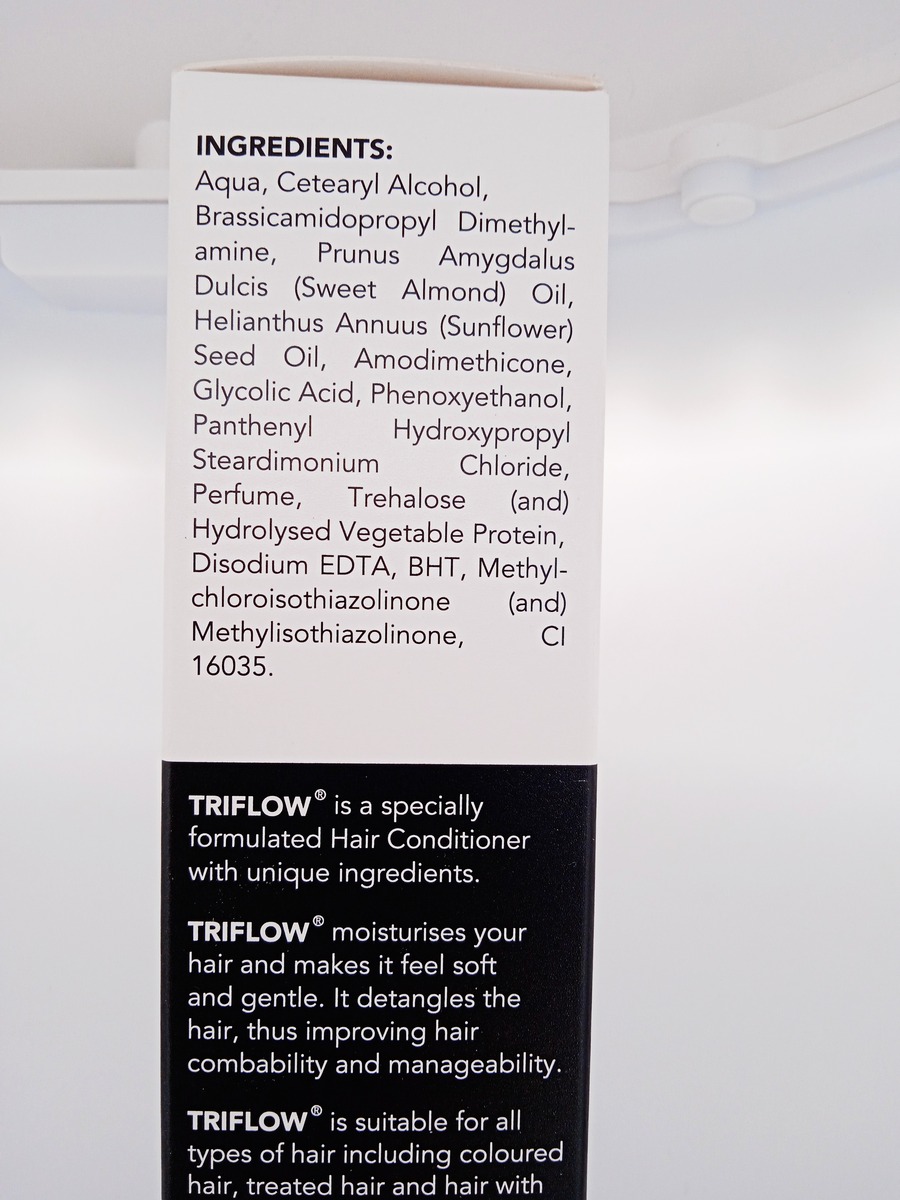 INGREDIENTS:
Aqua, Cetearyl Alcohol,
Brassicamidopropyl Dimethyl-
amine, Prunus Amygdalus
Dulcis (Sweet Almond) Oil,
Helianthus Annuus (Sunflower)
Seed Oil, Amodimethicone,
Glycolic Acid, Phenoxyethanol,
Panthenyl Hydroxypropyl
Steardimonium Chloride,
Perfume, Trehalose (and)
Hydrolysed Vegetable Protein,
Disodium EDTA, BHT, Methyl-
chloroisothiazolinone (and)
Methylisothiazolinone, CI
16035.
TRIFLOW® is a specially
formulated Hair Conditioner
with unique ingredients.
TRIFLOW® moisturises your
hair and makes it feel soft
and gentle. It detangles the
hair, thus improving hair
combability and manageability.
TRIFLOW® is suitable for all
types of hair including coloured
hair, treated hair and hair with